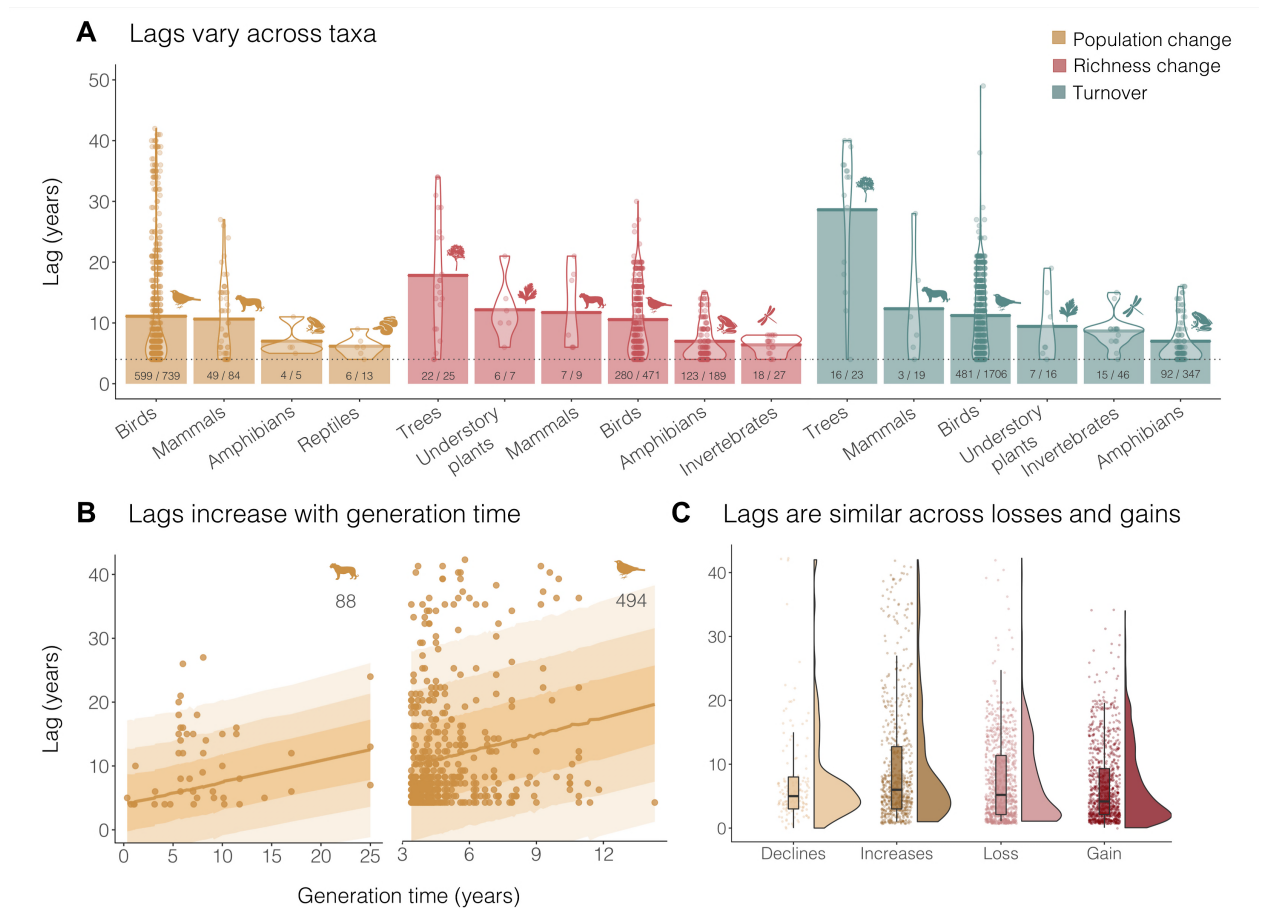 A Lags vary across taxa
Population change
Richness change
Turnover
Lag (years)
50
40
30
20
10
0
599 / 739
49 / 84
4 / 5
6 / 13
22 / 25
6 / 7
7 / 9
280 / 471
123 / 189
18 / 27
16 / 23
3 / 19
481 / 1706
7 / 16
15 / 46
92 / 347
Birds
Mammals
Amphibians
Reptiles
Trees
Understory
plants
Mammals
Birds
Amphibians
Invertebrates
Trees
Mammals
Birds
Understory
plants
Invertebrates
Amphibians
B Lags increase with generation time
Lag (years)
40
30
20
10
0
88
494
0 5 10 15 20 25
3 6 9 12
Generation time (years)
C Lags are similar across losses and gains
40
30
20
10
0
Declines Increases Loss Gain